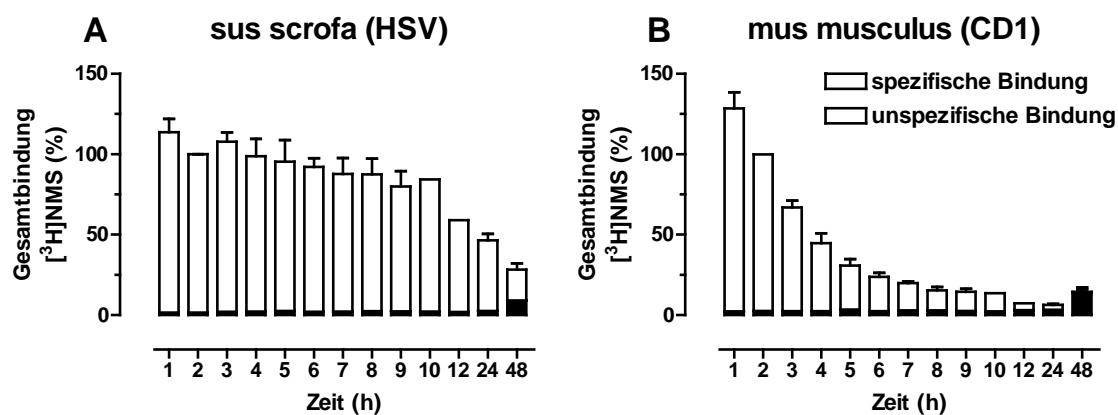 A sus scrofa (HSV)
Gesamtbindung
[³H]NMS (%)
150
100
50
0
1 2 3 4 5 6 7 8 9 10 12 24 48
Zeit (h)
B mus musculus (CD1)
spezifische Bindung
unspezifische Bindung
Gesamtbindung
[³H]NMS (%)
150
100
50
0
1 2 3 4 5 6 7 8 9 10 12 24 48
Zeit (h)